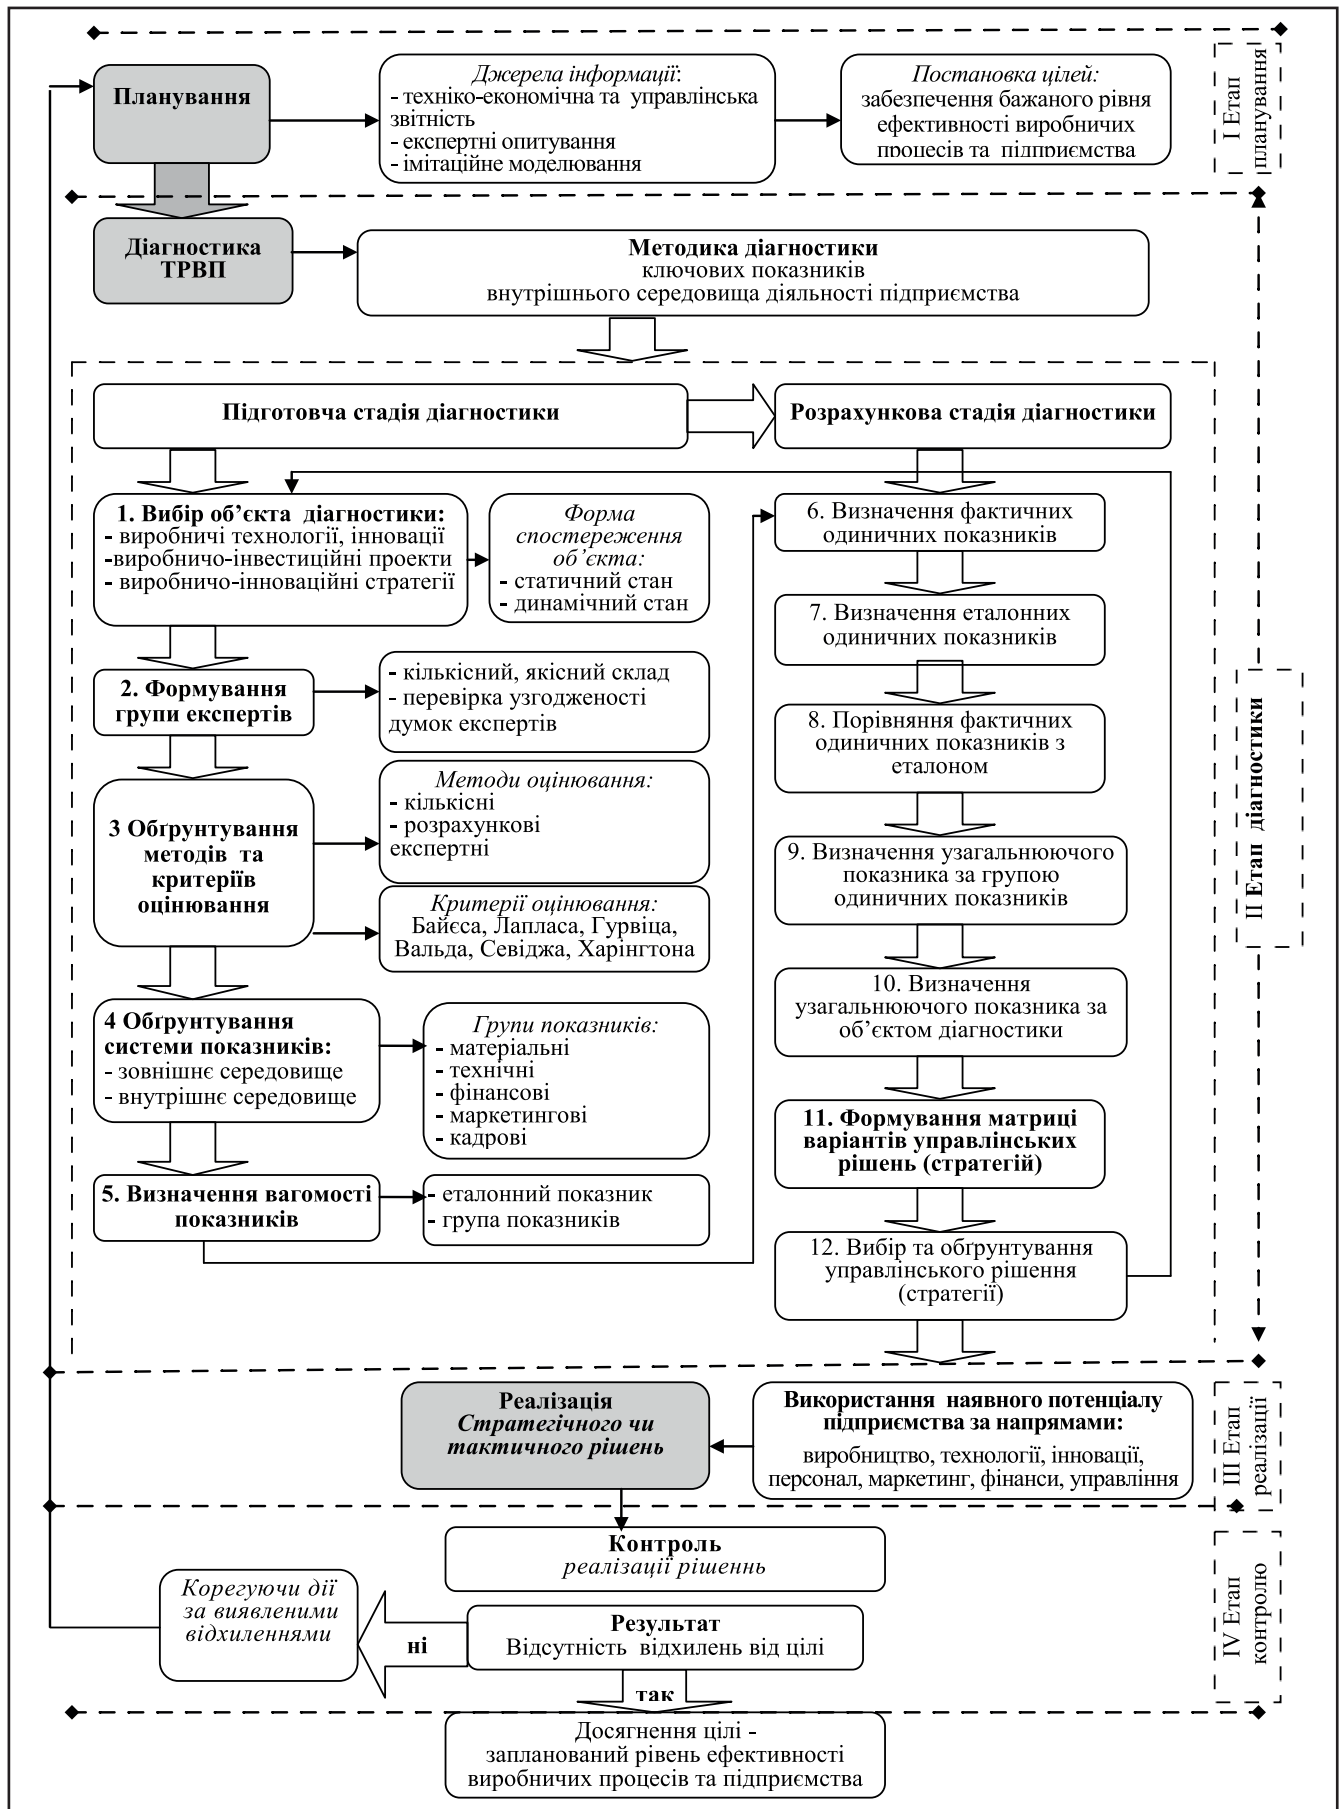 Планування
Джерела інформації:
- техніко-економічна та управлінська
звітність
- експертні опитування
- імітаційне моделювання
Постановка цілей:
забезпечення бажаного рівня
ефективності виробничих
процесів та підприємства
І Етап
планування
Діагностика
ТРВП
Методика діагностики
ключових показників
внутрішнього середовища діяльності підприємства
Підготовча стадія діагностики
Розрахункова стадія діагностики
1. Вибір об’єкта діагностики:
- виробничі технології, інновації
-виробничо-інвестиційні проекти
- виробничо-інноваційні стратегії
Форма
спостереження
об’єкта:
- статичний стан
- динамічний стан
2. Формування
групи експертів
- кількісний, якісний склад
- перевірка узгодженості
думок експертів
3 Обґрунтування
методів та
критеріїв
оцінювання
Методи оцінювання:
- кількісні
- розрахункові
експертні
Критерії оцінювання:
Байєса, Лапласа, Гурвіца,
Вальда, Севіджа, Харінгтона
4 Обґрунтування
системи показників:
- зовнішнє середовище
- внутрішнє середовище
Групи показників:
- матеріальні
- технічні
- фінансові
- маркетингові
- кадрові
5. Визначення вагомості
показників
- еталонний показник
- група показників
6. Визначення фактичних
одиничних показників
7. Визначення еталонних
одиничних показників
8. Порівняння фактичних
одиничних показників з
еталоном
9. Визначення узагальнюючого
показника за групою
одиничних показників
10. Визначення
узагальнюючого показника за
об’єктом діагностики
11. Формування матриці
варіантів управлінських
рішень (стратегій)
12. Вибір та обґрунтування
управлінського рішення
(стратегії)
ІІ Етап діагностики
Реалізація
Стратегічного чи
тактичного рішень
Використання наявного потенціалу
підприємства за напрямами:
виробництво, технології, інновації,
персонал, маркетинг, фінанси, управління
ІІІ Етап
реалізації
Контроль
реалізації рішеннь
Корегуючи дії
за виявленими
відхиленнями
ні
Результат
Відсутність відхилень від цілі
так
IV Етап
контролю
Досягнення цілі -
запланований рівень ефективності
виробничих процесів та підприємства